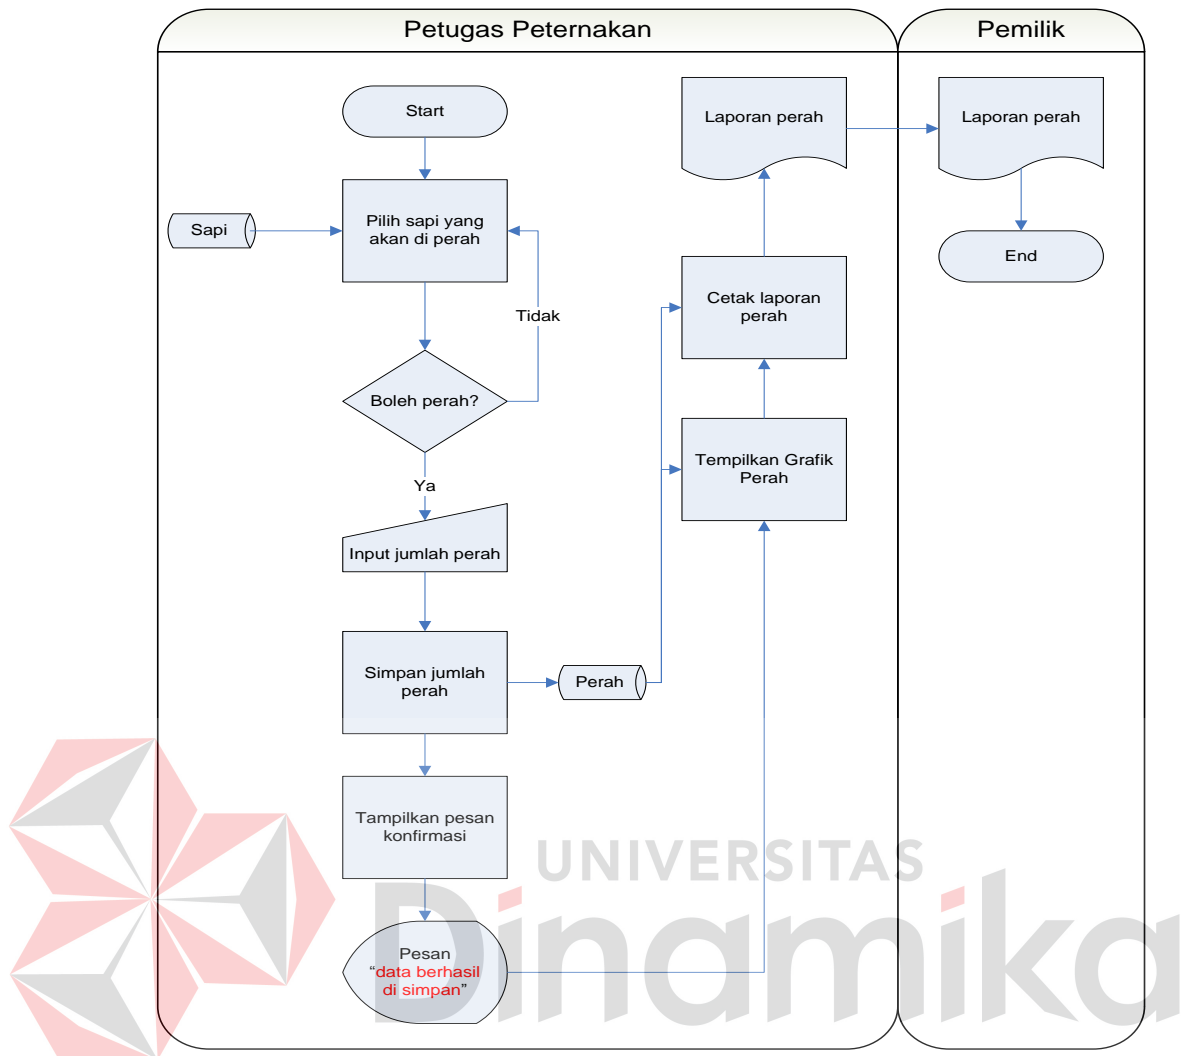 Petugas Peternakan
Pemilik
Start
Laporan perah
Laporan perah
Sapi
Pilih sapi yang
akan di perah
End
Cetak laporan
perah
Tidak
Boleh perah?
Tempilkan Grafik
Perah
Ya
Input jumlah perah
Simpan jumlah
perah
Perah
Tampilkan pesan
konfirmasi
Pesan
“data berhasil
di simpan”
UNIVERSITAS
Dinamika